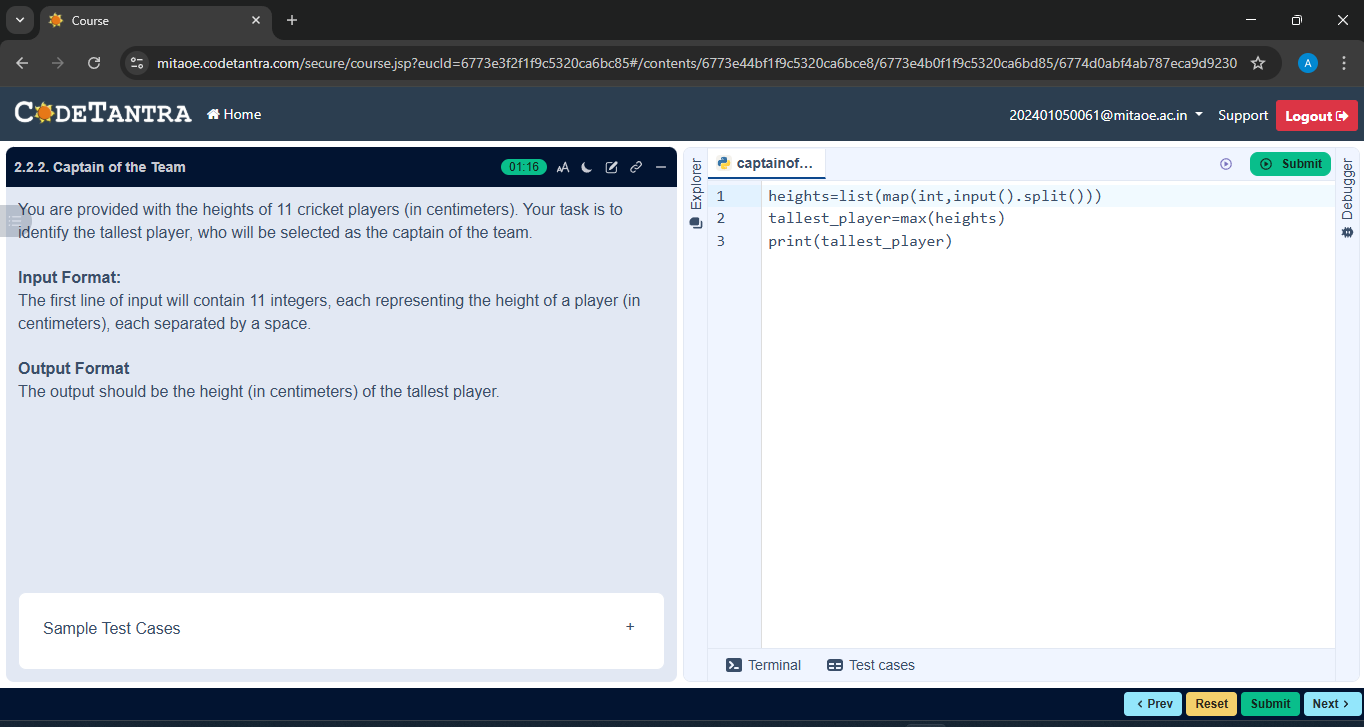 Course
mitaoe.codetantra.com/secure/course.jsp?eucId=6773e3f2f1f9c5320ca6bc85#/contents/6773e44bf1f9c5320ca6bce8/6773e4b0f1f9c5320ca6bd85/6774d0abf4ab787eca9d9230
A
CODETANTRA
Home
202401050061@mitaoe.ac.in
Support
Logout
2.2.2. Captain of the Team
01:16
AA
You are provided with the heights of 11 cricket players (in centimeters). Your task is to
identify the tallest player, who will be selected as the captain of the team.
Input Format:
The first line of input will contain 11 integers, each representing the height of a player (in
centimeters), each separated by a space.
Output Format
The output should be the height (in centimeters) of the tallest player.
Sample Test Cases
+
Explorer
captainof...
Submit
Debugger
1 heights=list(map(int,input().split()))
2 tallest_player=max(heights)
3 print(tallest_player)
Terminal
Test cases
< Prev
Reset
Submit
Next >